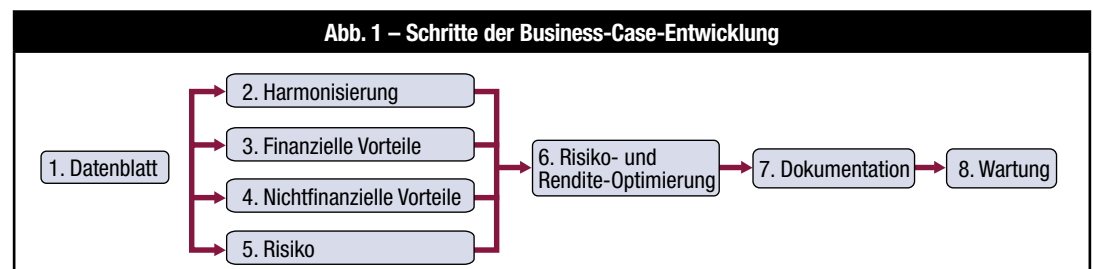 Abb. 1 – Schritte der Business-Case-Entwicklung
1. Datenblatt
2. Harmonisierung
3. Finanzielle Vorteile
4. Nichtfinanzielle Vorteile
5. Risiko
6. Risiko- und
Rendite-Optimierung
7. Dokumentation
8. Wartung